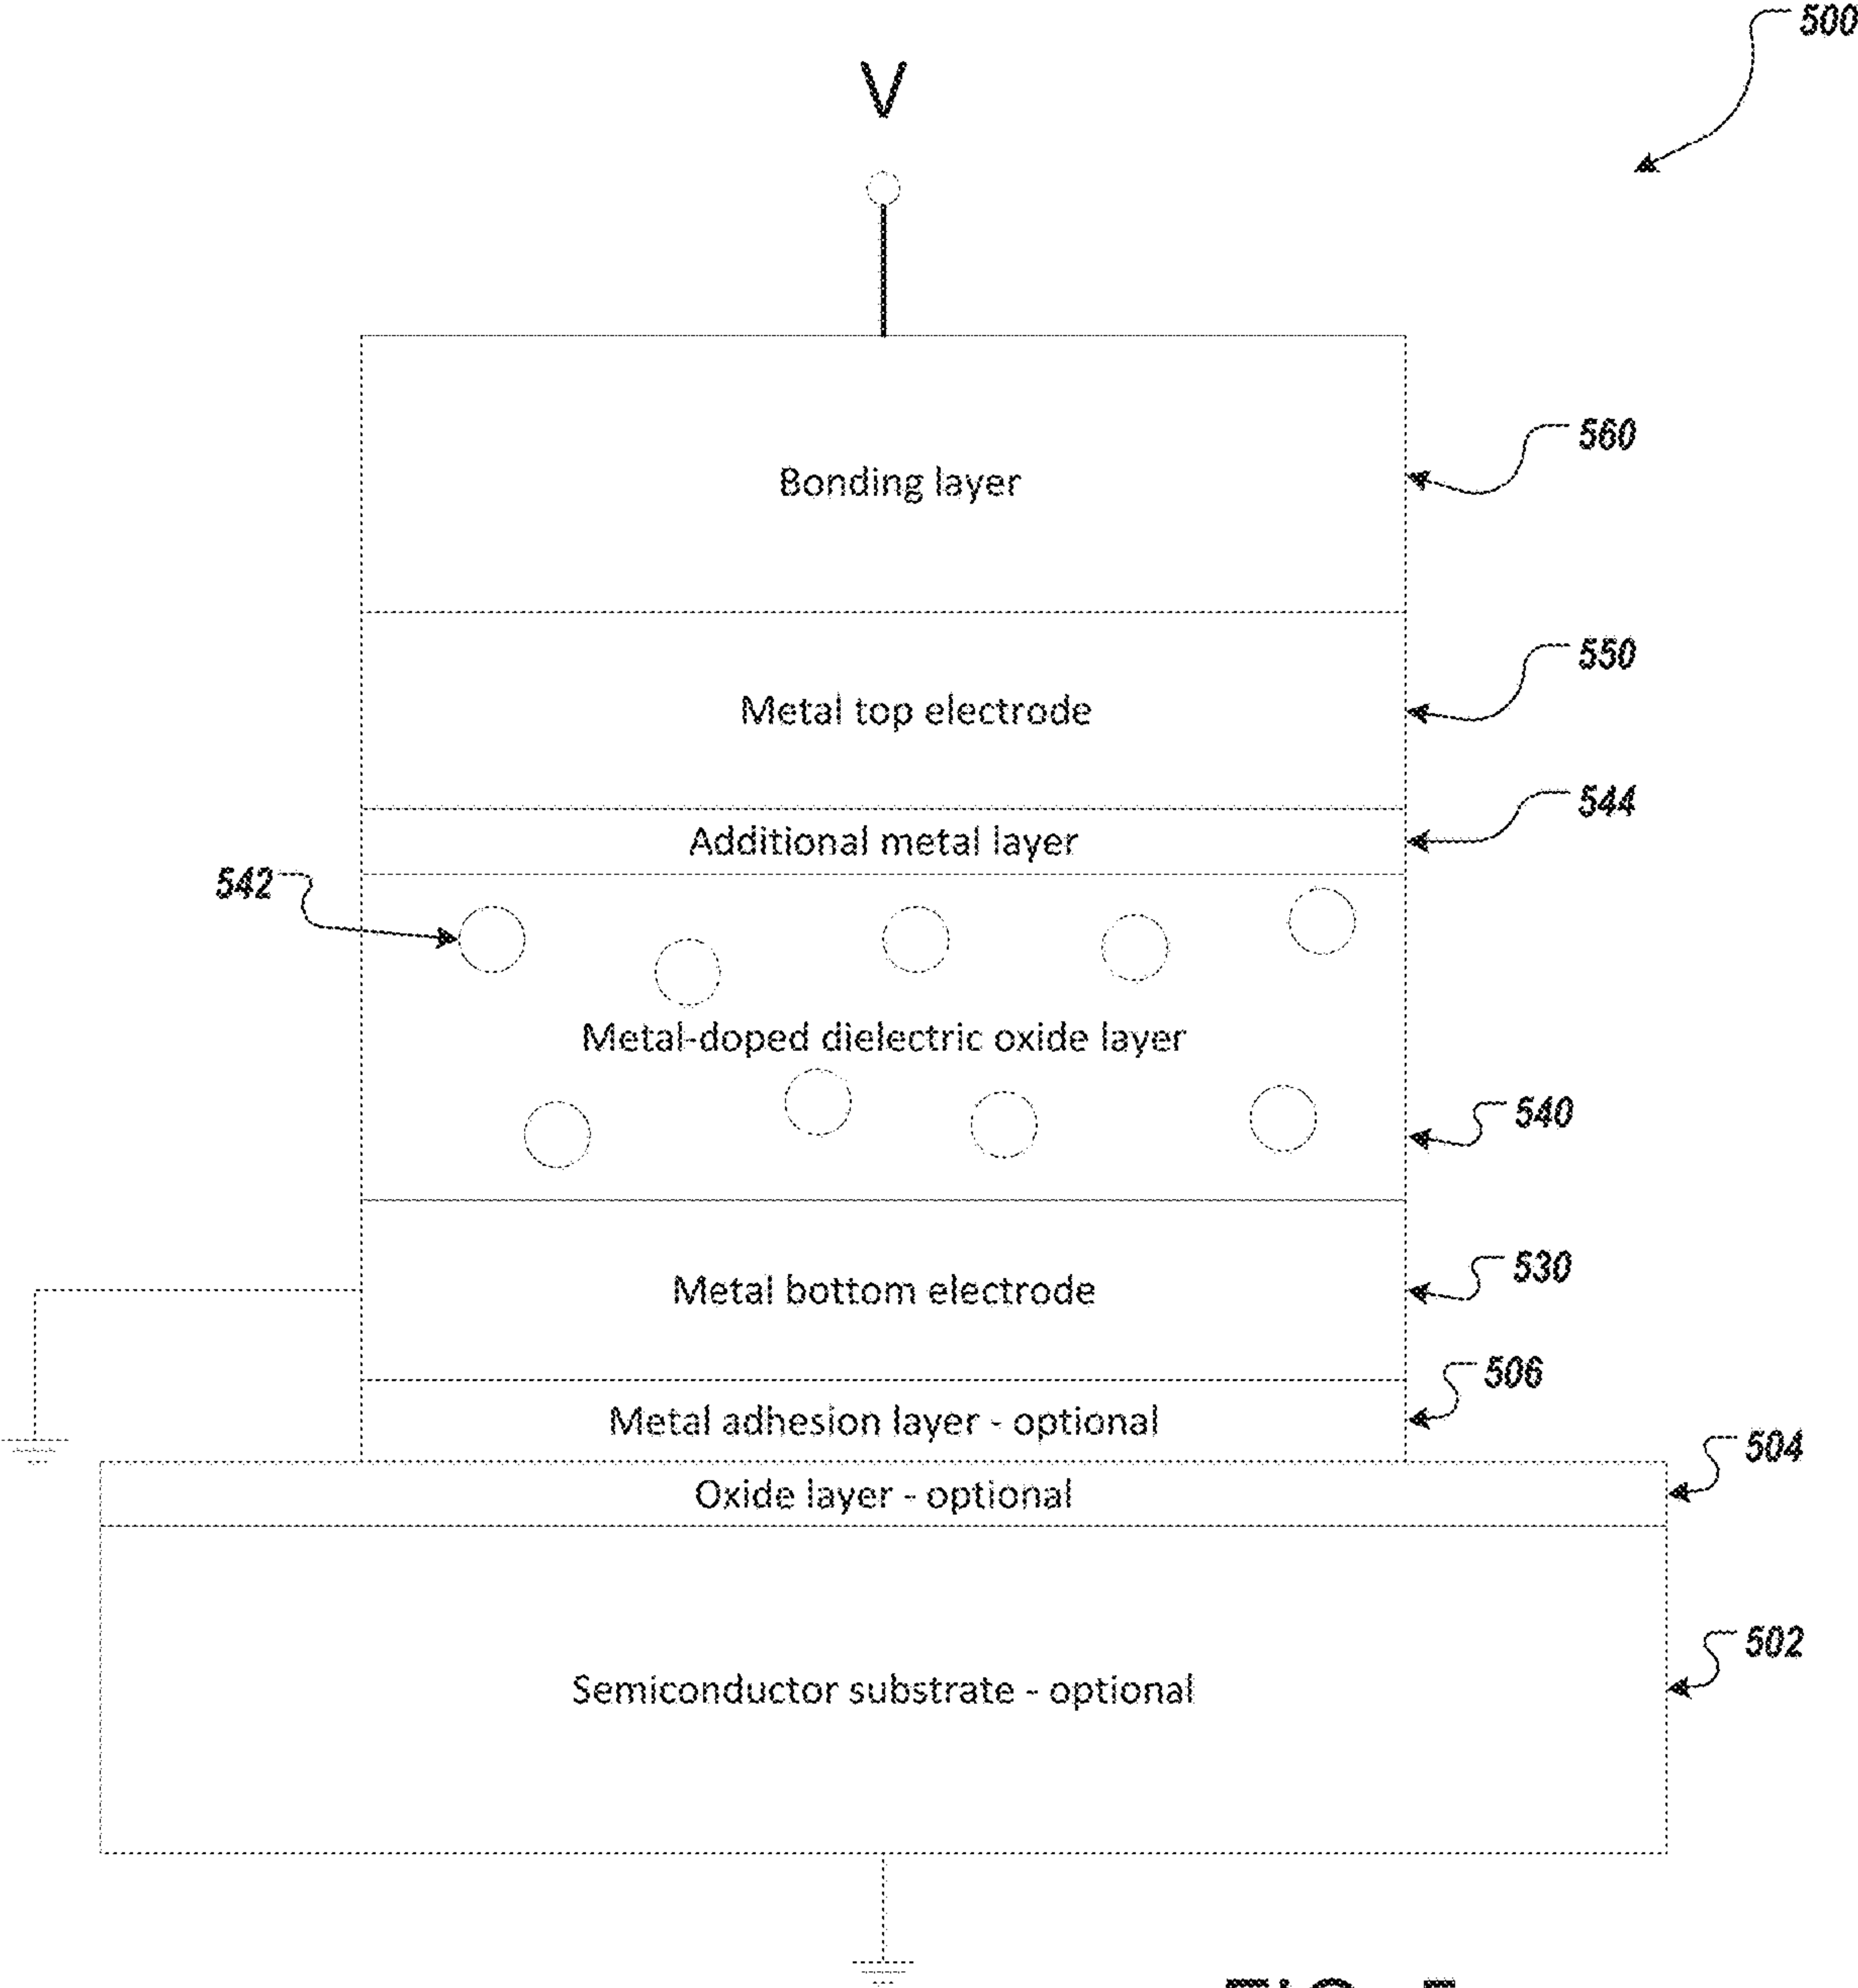 500
V
560
Bonding layer
550
Metal top electrode
544
Additional metal layer
542
Metal-doped dielectric oxide layer
540
530
Metal bottom electrode
506
Metal adhesion layer - optional
504
Oxide layer - optional
502
Semiconductor substrate - optional